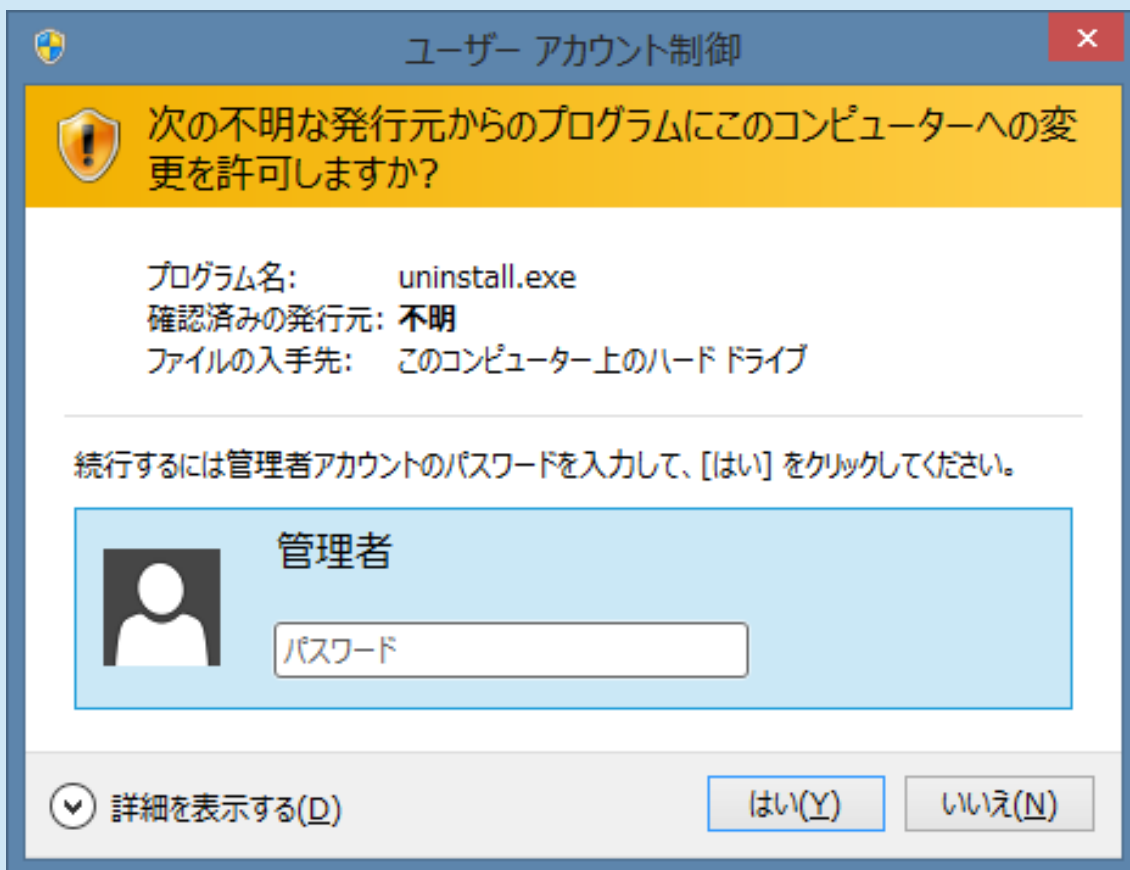 ユーザー アカウント制御
次の不明な発行元からのプログラムにこのコンピューターへの変
更を許可しますか?
プログラム名: uninstall.exe
確認済みの発行元: 不明
ファイルの入手先: このコンピューター上のハード ドライブ
続行するには管理者アカウントのパスワードを入力して、[はい] をクリックしてください。
管理者
パスワード
詳細を表示する(D) はい(Y) いいえ(N)